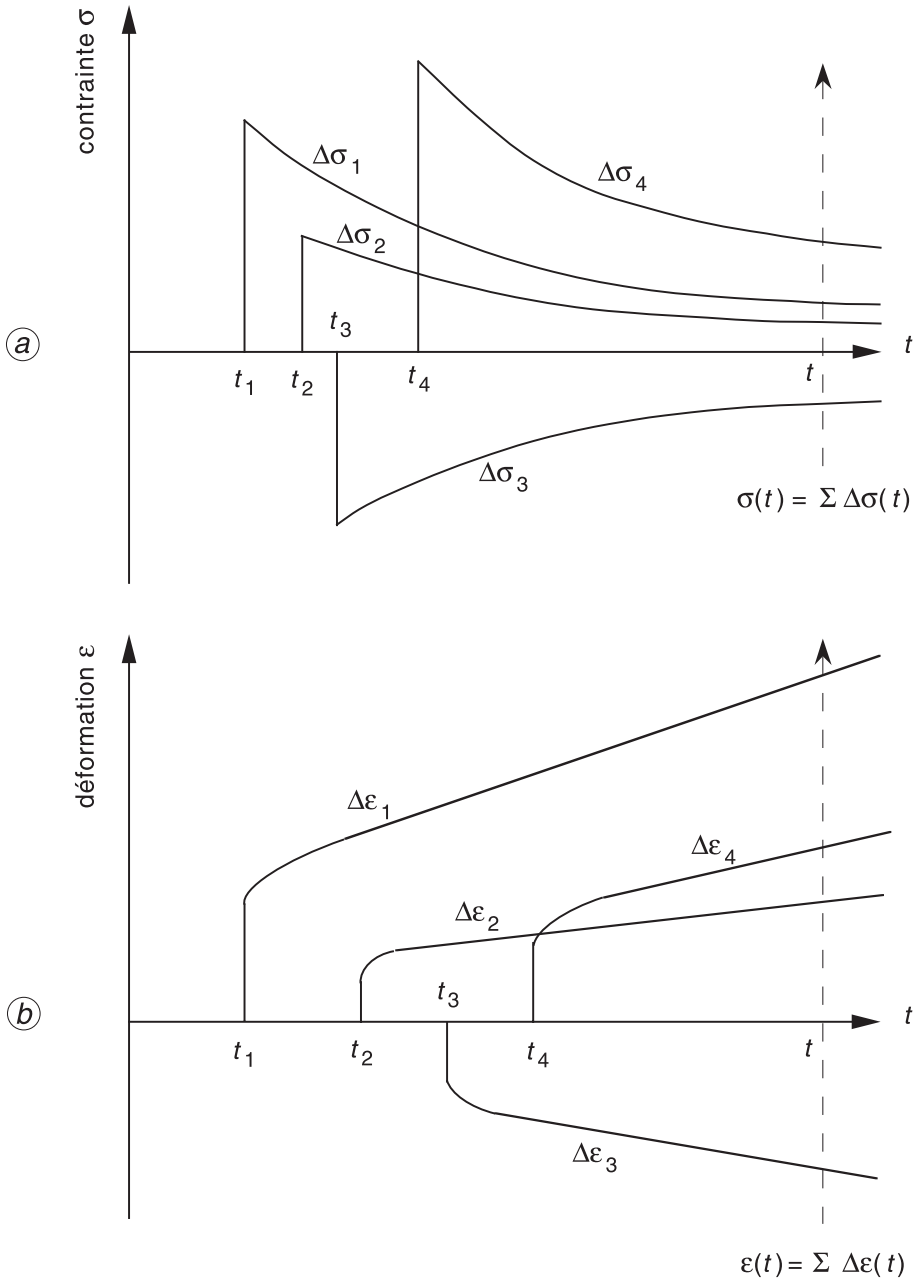 contrainte σ
Δσ₁
Δσ₄
Δσ₂
t₃
ⓐ
t
t₁
t₂
t₄
t
Δσ₃
σ(t) = Σ Δσ(t)
déformation ε
Δε₁
Δε₄
Δε₂
t₃
ⓑ
t
t₁
t₂
t₄
t
Δε₃
ε(t) = Σ Δε(t)